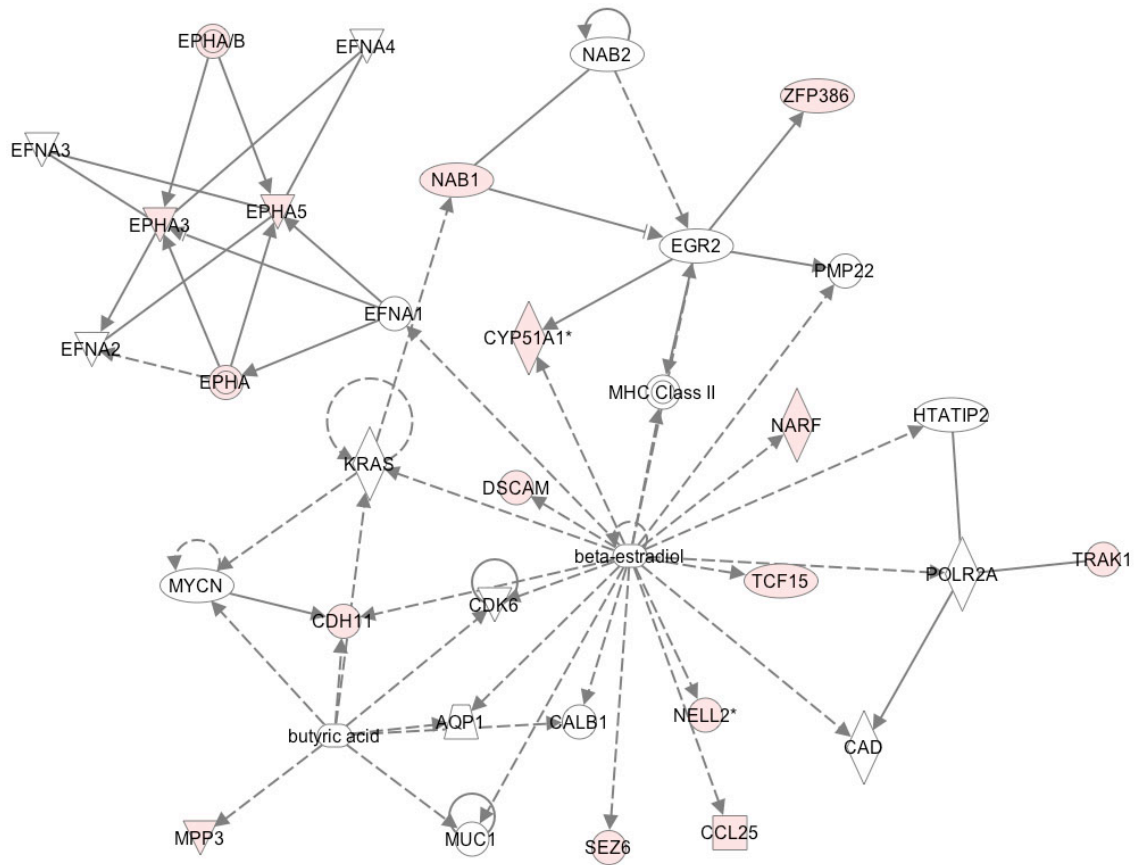 EPHA/B
EFNA4
NAB2
ZFP386
EFNA3
NAB1
EPHA3
EPHA5
EGR2
PMP22
EFNA1
CYP51A1*
EFNA2
EPHA
MHC Class II
HTATIP2
NARF
KRAS
DSCAM
beta-estradiol
TRAK1
POLR2A
TCF15
MYCN
CDK6
CDH11
AQP1
CALB1
NELL2*
butyric acid
CAD
MPP3
MUC1
SEZ6
CCL25